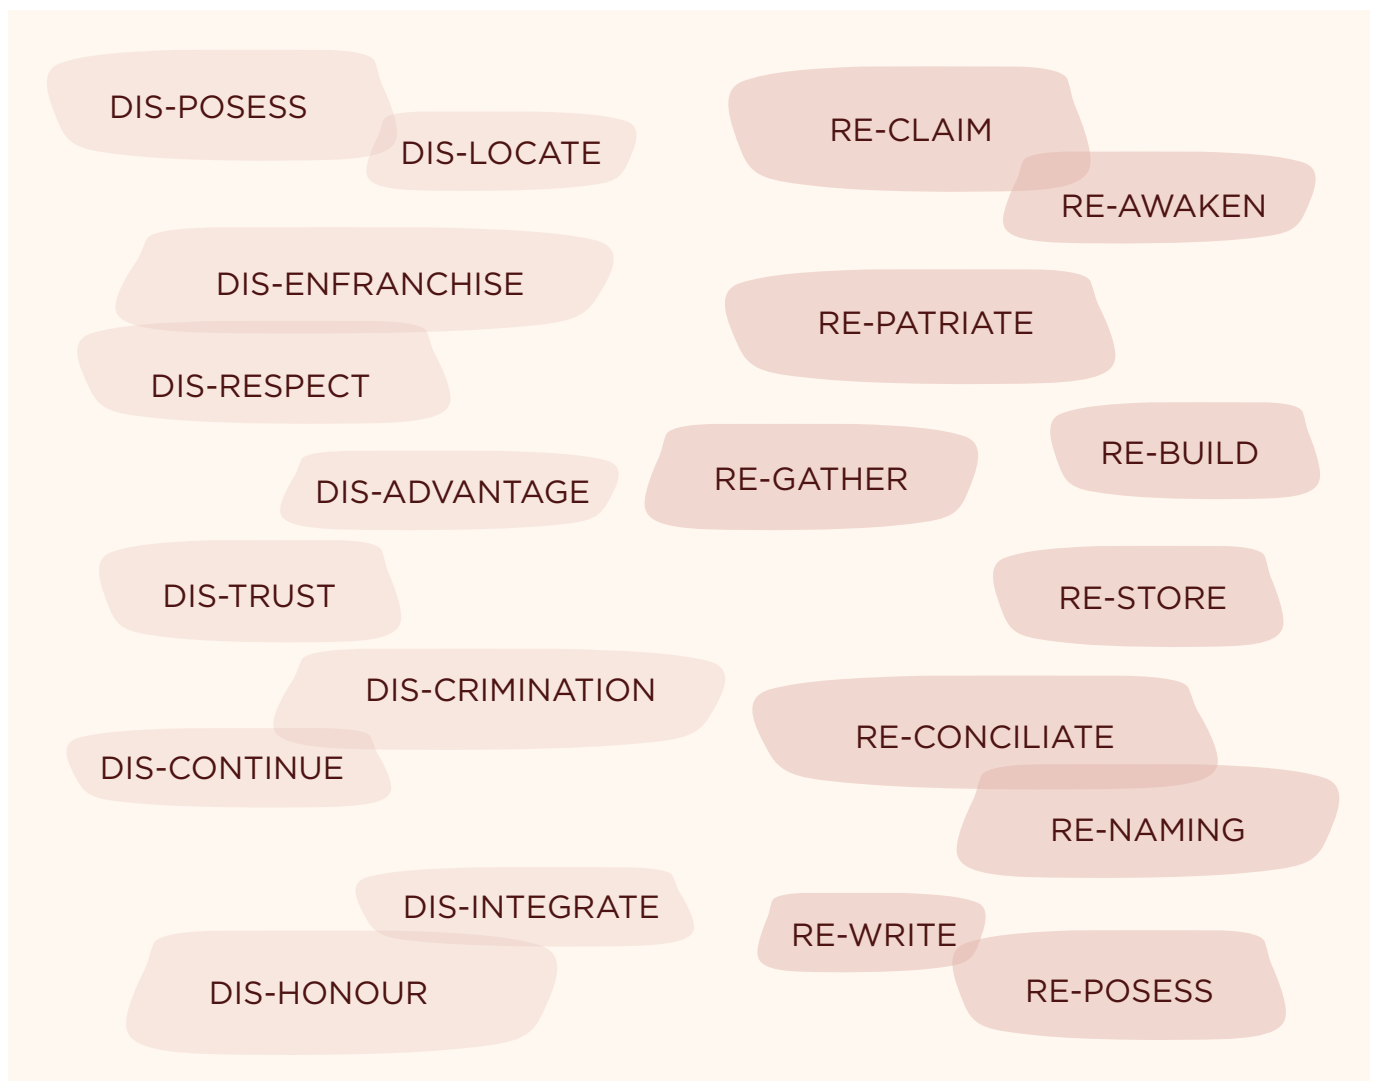 DIS-POSESS
DIS-LOCATE
DIS-ENFRANCHISE
DIS-RESPECT
DIS-ADVANTAGE
DIS-TRUST
DIS-CRIMINATION
DIS-CONTINUE
DIS-INTEGRATE
DIS-HONOUR
RE-CLAIM
RE-AWAKEN
RE-PATRIATE
RE-BUILD
RE-GATHER
RE-STORE
RE-CONCILIATE
RE-NAMING
RE-WRITE
RE-POSESS